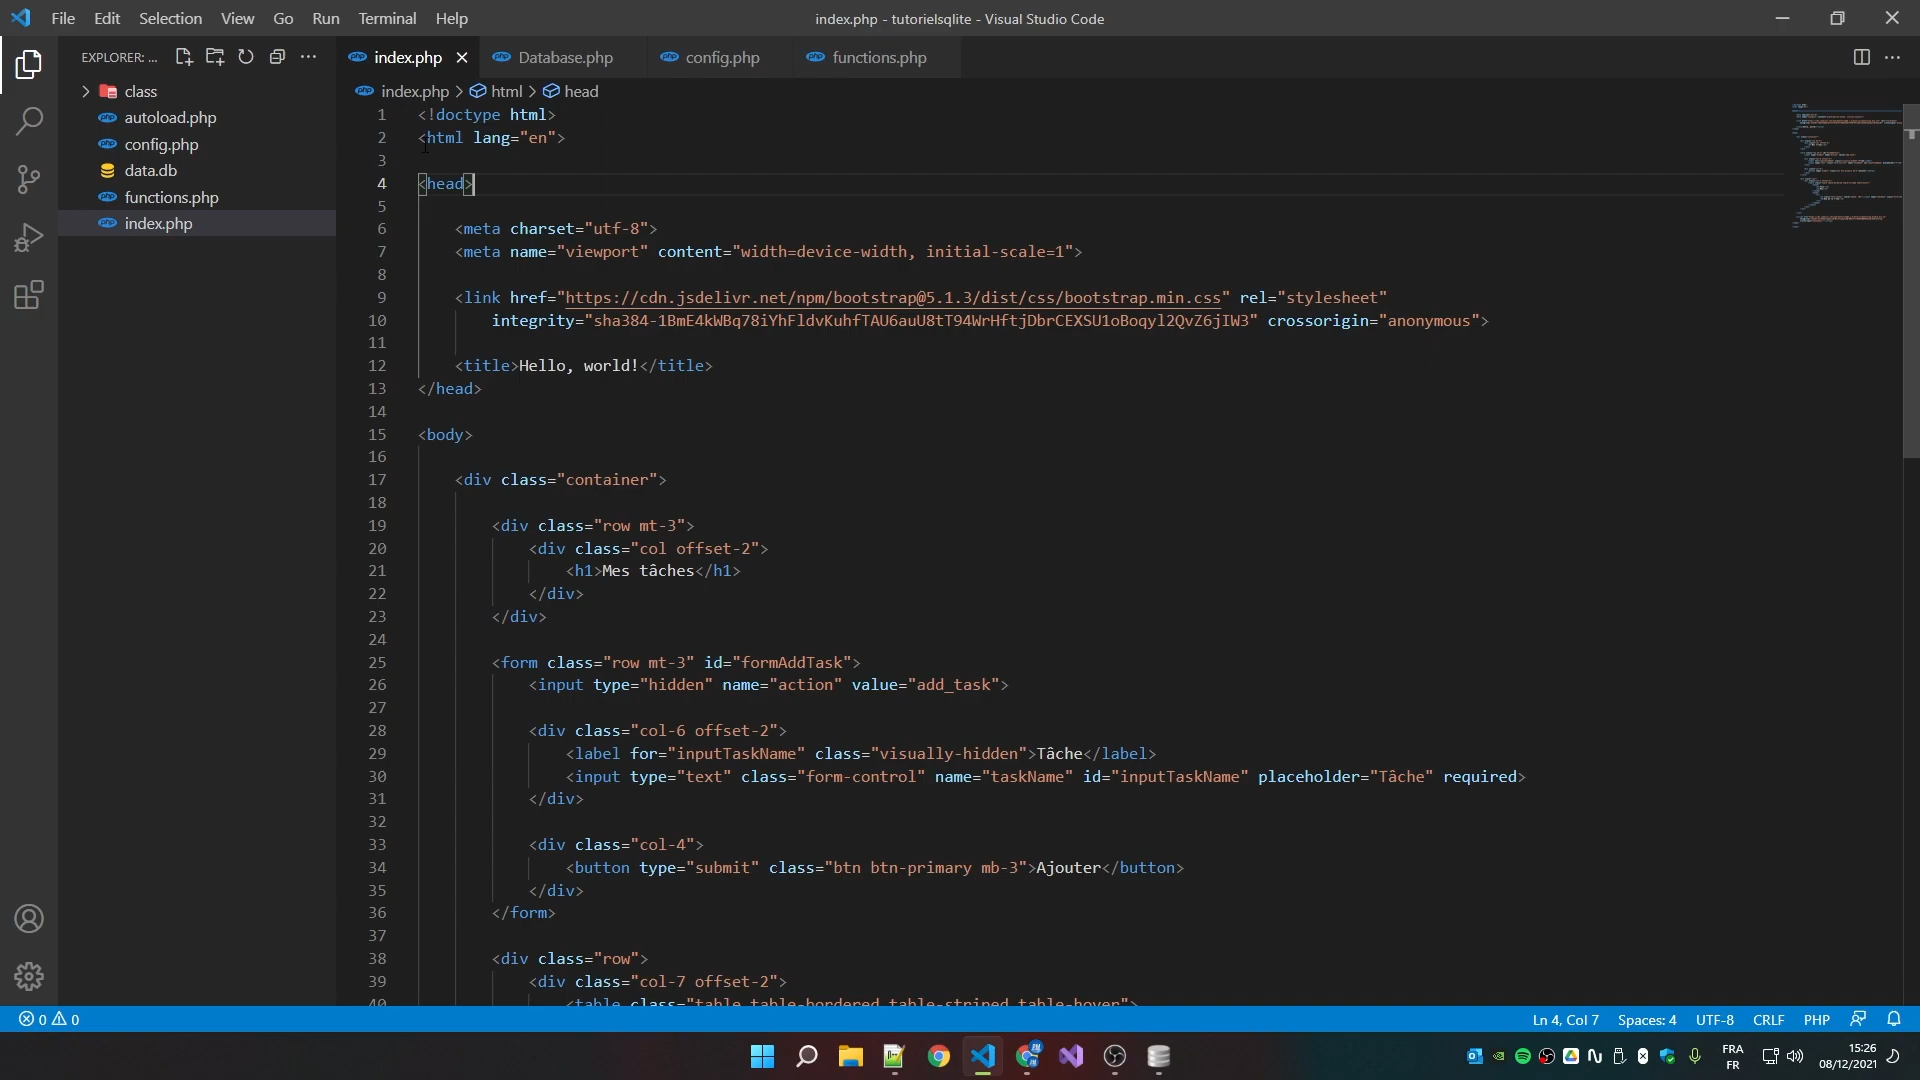 File Edit Selection View Go Run Terminal Help
index.php - tutorielsqlite - Visual Studio Code
EXPLORER: ...
class
autoload.php
config.php
data.db
functions.php
index.php
index.php Database.php config.php functions.php
index.php > html > head
1 <!doctype html>
2 <html lang="en">
3
4 <head>
5
6 <meta charset="utf-8">
7 <meta name="viewport" content="width=device-width, initial-scale=1">
8
9 <link href="https://cdn.jsdelivr.net/npm/bootstrap@5.1.3/dist/css/bootstrap.min.css" rel="stylesheet"
10 integrity="sha384-1BmE4kWBq78iYhFldvKuhfTAU6auU8tT94WrHftjDbrCEXSU1oBoqyl2QvZ6jIW3" crossorigin="anonymous">
11
12 <title>Hello, world!</title>
13 </head>
14
15 <body>
16
17 <div class="container">
18
19 <div class="row mt-3">
20 <div class="col offset-2">
21 <h1>Mes tâches</h1>
22 </div>
23 </div>
24
25 <form class="row mt-3" id="formAddTask">
26 <input type="hidden" name="action" value="add_task">
27
28 <div class="col-6 offset-2">
29 <label for="inputTaskName" class="visually-hidden">Tâche</label>
30 <input type="text" class="form-control" name="taskName" id="inputTaskName" placeholder="Tâche" required>
31 </div>
32
33 <div class="col-4">
34 <button type="submit" class="btn btn-primary mb-3">Ajouter</button>
35 </div>
36 </form>
37
38 <div class="row">
39 <div class="col-7 offset-2">
40 <table class="table table-bordered table-striped table-hover">
0 0
Ln 4, Col 7 Spaces: 4 UTF-8 CRLF PHP
FRA
FR
15:26
08/12/2021